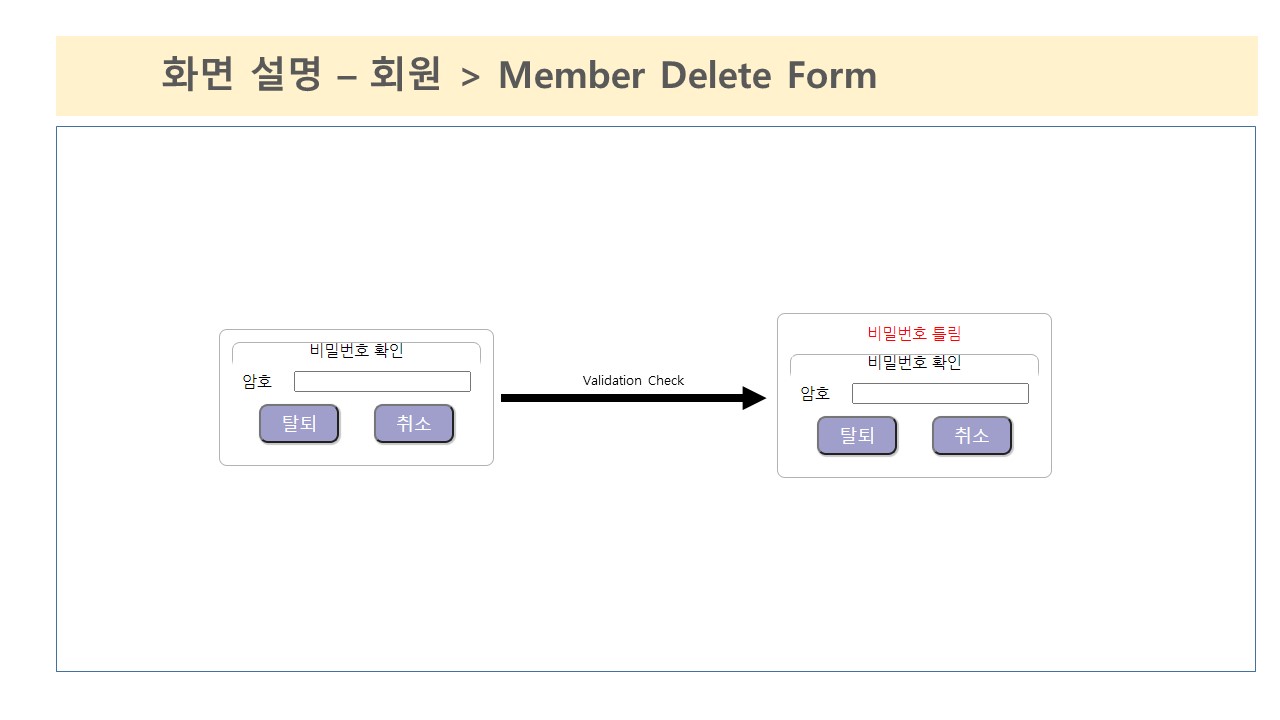 화면 설명 – 회원 > Member Delete Form
비밀번호 확인
암호
탈퇴 취소
Validation Check
비밀번호 틀림
비밀번호 확인
암호
탈퇴 취소